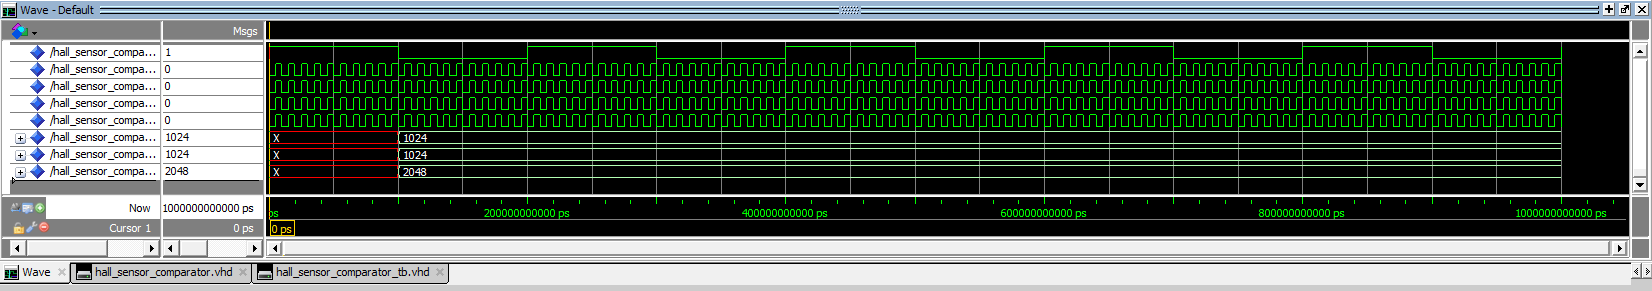 Wave - Default
Msgs
/hall_sensor_compa... 1
/hall_sensor_compa... 0
/hall_sensor_compa... 0
/hall_sensor_compa... 0
/hall_sensor_compa... 0
/hall_sensor_compa... 1024 X 1024
/hall_sensor_compa... 1024 X 1024
/hall_sensor_compa... 2048 X 2048
Now 1000000000000 ps ps 200000000000 ps 400000000000 ps 600000000000 ps 800000000000 ps 1000000000000 ps
Cursor 1 0 ps 0 ps
Wave hall_sensor_comparator.vhd hall_sensor_comparator_tb.vhd